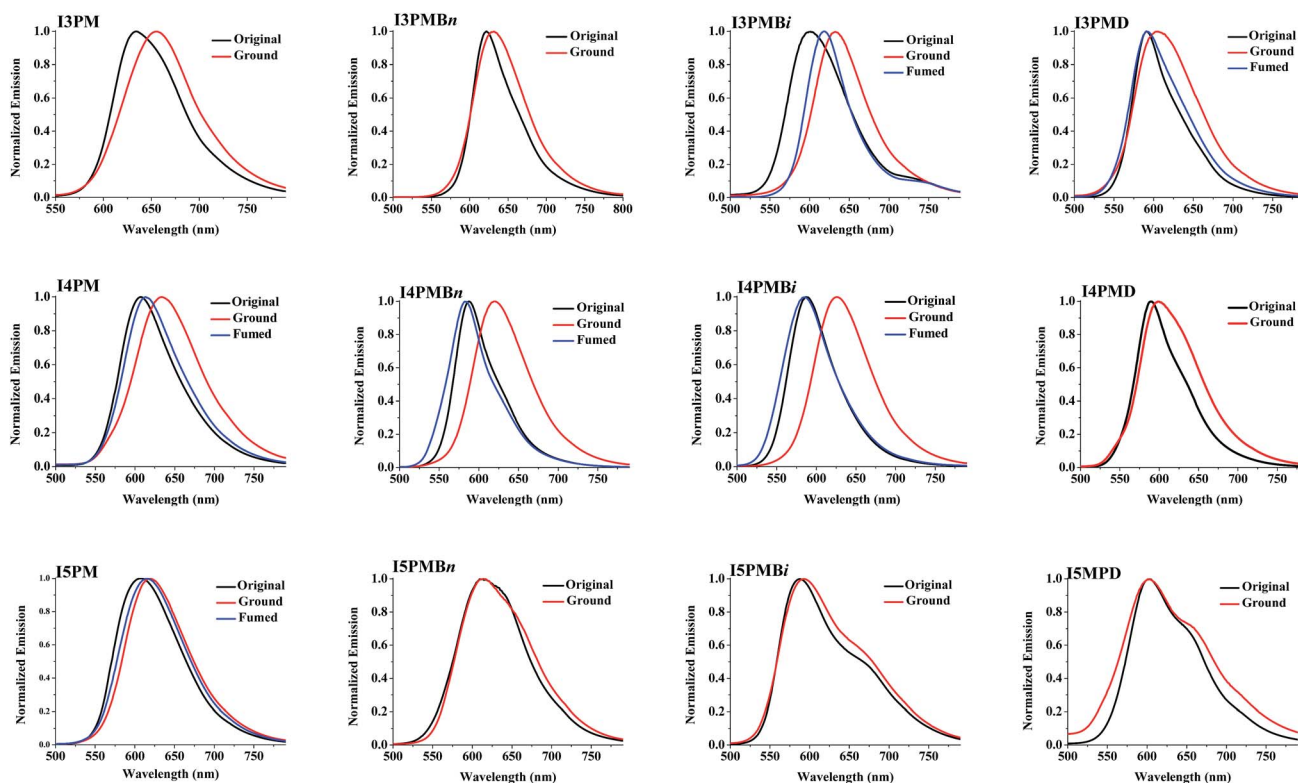 I3PM
Original
Ground
Normalized Emission
1.0
0.8
0.6
0.4
0.2
0.0
550 600 650 700 750
Wavelength (nm)
I3PMBn
Original
Ground
Normalized Emission
1.0
0.8
0.6
0.4
0.2
0.0
500 550 600 650 700 750 800
Wavelength (nm)
I3PMBi
Original
Ground
Fumed
Normalized Emission
1.0
0.8
0.6
0.4
0.2
0.0
500 550 600 650 700 750
Wavelength (nm)
I3PMD
Original
Ground
Fumed
Normalized Emission
1.0
0.8
0.6
0.4
0.2
0.0
500 550 600 650 700 750
Wavelength (nm)
I4PM
Original
Ground
Fumed
Normalized Emission
1.0
0.8
0.6
0.4
0.2
0.0
500 550 600 650 700 750
Wavelength (nm)
I4PMBn
Original
Ground
Fumed
Normalized Emission
1.0
0.8
0.6
0.4
0.2
0.0
500 550 600 650 700 750
Wavelength (nm)
I4PMBi
Original
Ground
Fumed
Normalized Emission
1.0
0.8
0.6
0.4
0.2
0.0
500 550 600 650 700 750
Wavelength (nm)
I4PMD
Original
Ground
Normalized Emission
1.0
0.8
0.6
0.4
0.2
0.0
500 550 600 650 700 750
Wavelength (nm)
I5PM
Original
Ground
Fumed
Normalized Emission
1.0
0.8
0.6
0.4
0.2
0.0
500 550 600 650 700 750
Wavelength (nm)
I5PMBn
Original
Ground
Normalized Emission
1.0
0.8
0.6
0.4
0.2
0.0
500 550 600 650 700 750
Wavelength (nm)
I5PMBi
Original
Ground
Normalized Emission
1.0
0.8
0.6
0.4
0.2
0.0
500 550 600 650 700 750
Wavelength (nm)
I5MPD
Original
Ground
Normalized Emission
1.0
0.8
0.6
0.4
0.2
0.0
500 550 600 650 700 750
Wavelength (nm)